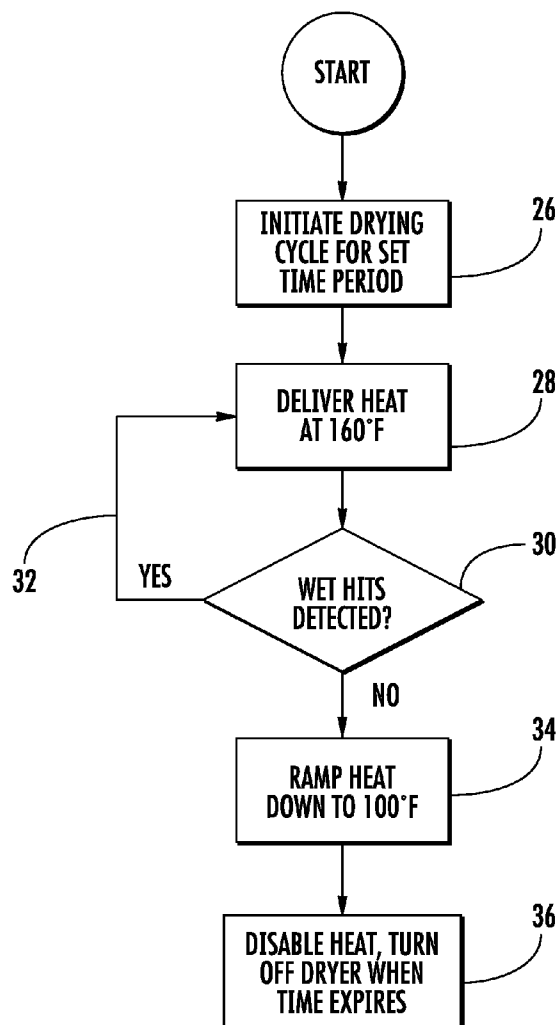 START
INITIATE DRYING
CYCLE FOR SET
TIME PERIOD
26
DELIVER HEAT
AT 160°F
28
30
WET HITS
DETECTED?
YES
32
NO
34
RAMP HEAT
DOWN TO 100°F
36
DISABLE HEAT, TURN
OFF DRYER WHEN
TIME EXPIRES